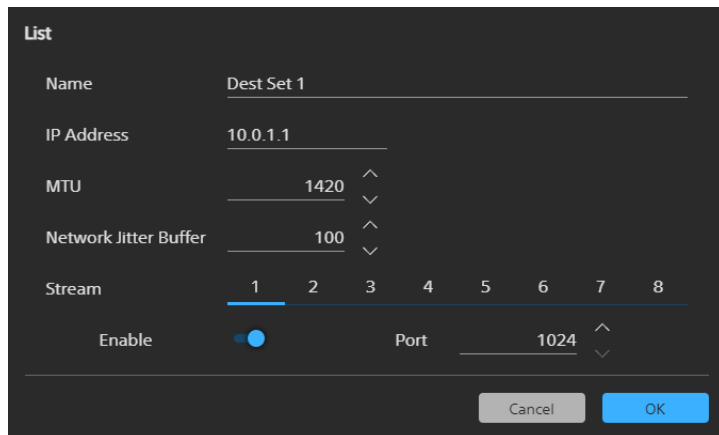 List
Name Dest Set 1
IP Address 10.0.1.1
MTU 1420
Network Jitter Buffer 100
Stream 1 2 3 4 5 6 7 8
Enable Port 1024
Cancel OK